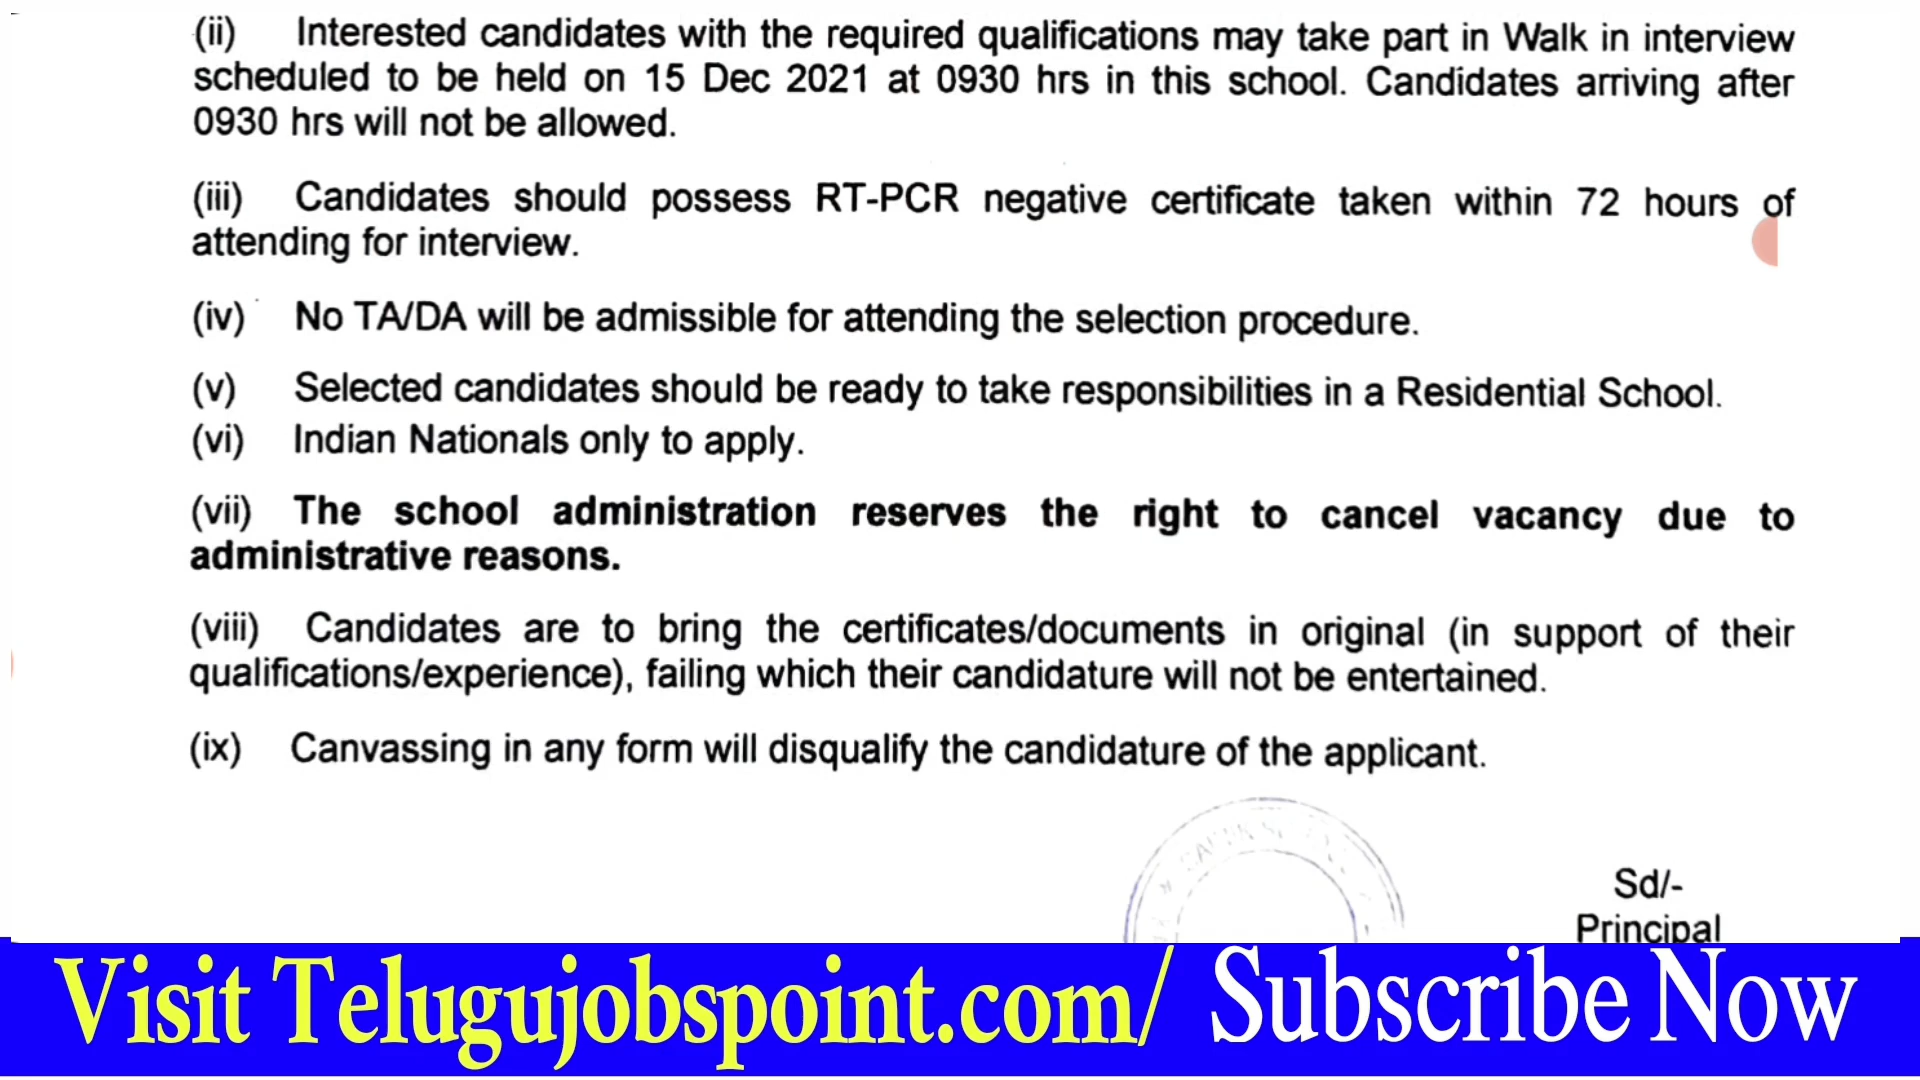 (ii) Interested candidates with the required qualifications may take part in Walk in interview
scheduled to be held on 15 Dec 2021 at 0930 hrs in this school. Candidates arriving after
0930 hrs will not be allowed.
(iii) Candidates should possess RT-PCR negative certificate taken within 72 hours of
attending for interview.
(iv) No TA/DA will be admissible for attending the selection procedure.
(v) Selected candidates should be ready to take responsibilities in a Residential School.
(vi) Indian Nationals only to apply.
(vii) The school administration reserves the right to cancel vacancy due to
administrative reasons.
(viii) Candidates are to bring the certificates/documents in original (in support of their
qualifications/experience), failing which their candidature will not be entertained.
(ix) Canvassing in any form will disqualify the candidature of the applicant.
Sd/-
Principal
Visit Telugujobspoint.com/ Subscribe Now